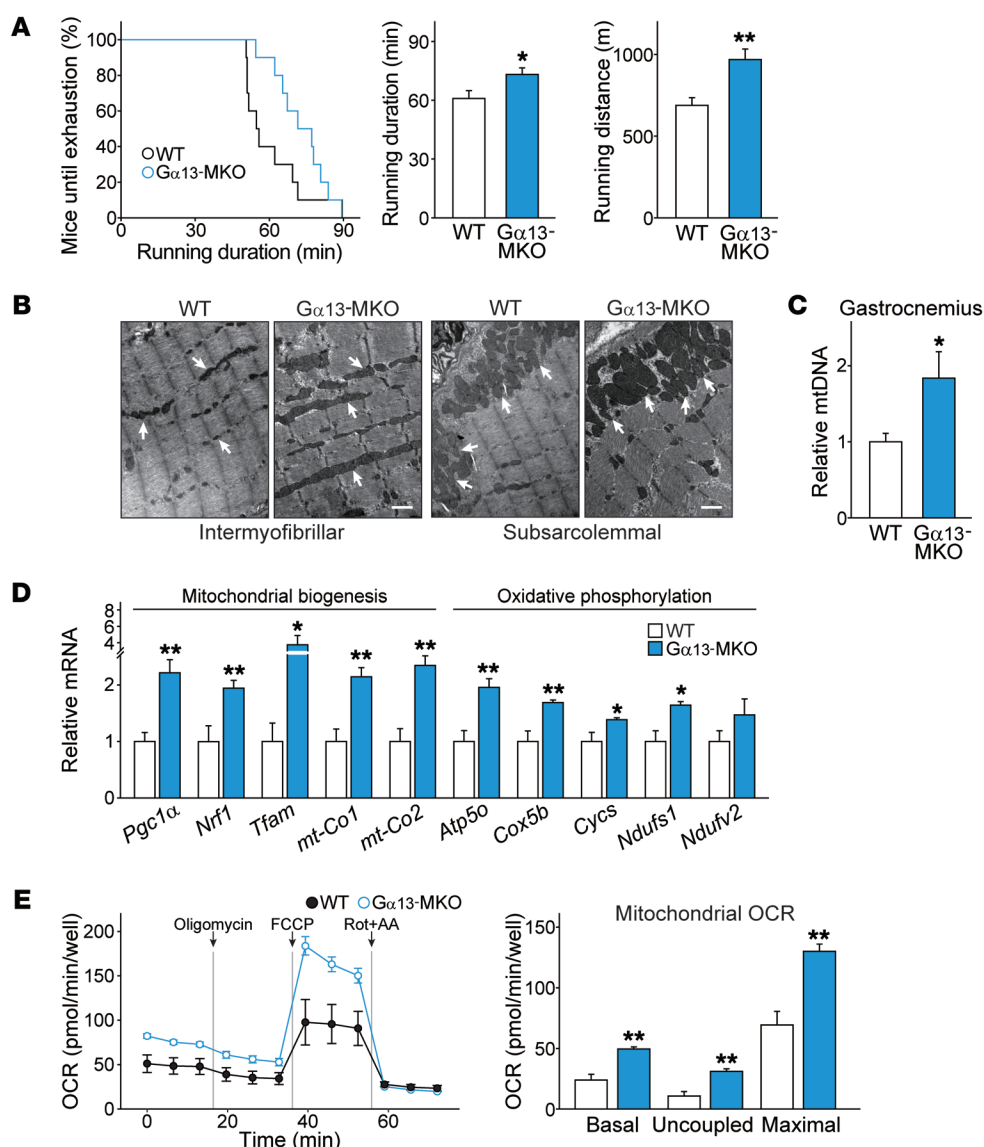 A
Mice until exhaustion (%)
100
80
60
40
20
0
WT
Gα13-MKO
0 30 60 90
Running duration (min)
Running duration (min)
90
60
30
0
*
WT Gα13-
MKO
Running distance (m)
1000
500
0
**
WT Gα13-
MKO
B
WT Gα13-MKO WT Gα13-MKO
Intermyofibrillar Subsarcolemmal
C
Gastrocnemius
Relative mtDNA
2
1
0
*
WT Gα13-
MKO
D
Mitochondrial biogenesis Oxidative phosphorylation
Relative mRNA
8
6
4
2
1
0
WT
Gα13-MKO
** ** * ** ** ** ** * *
Pgc1α Nrf1 Tfam mt-Co1 mt-Co2 Atp5o Cox5b Cycs Ndufs1 Ndufv2
E
WT Gα13-MKO
Oligomycin FCCP Rot+AA
OCR (pmol/min/well)
200
150
100
50
0
0 20 40 60
Time (min)
Mitochondrial OCR
OCR (pmol/min/well)
150
100
50
0
** ** **
Basal Uncoupled Maximal